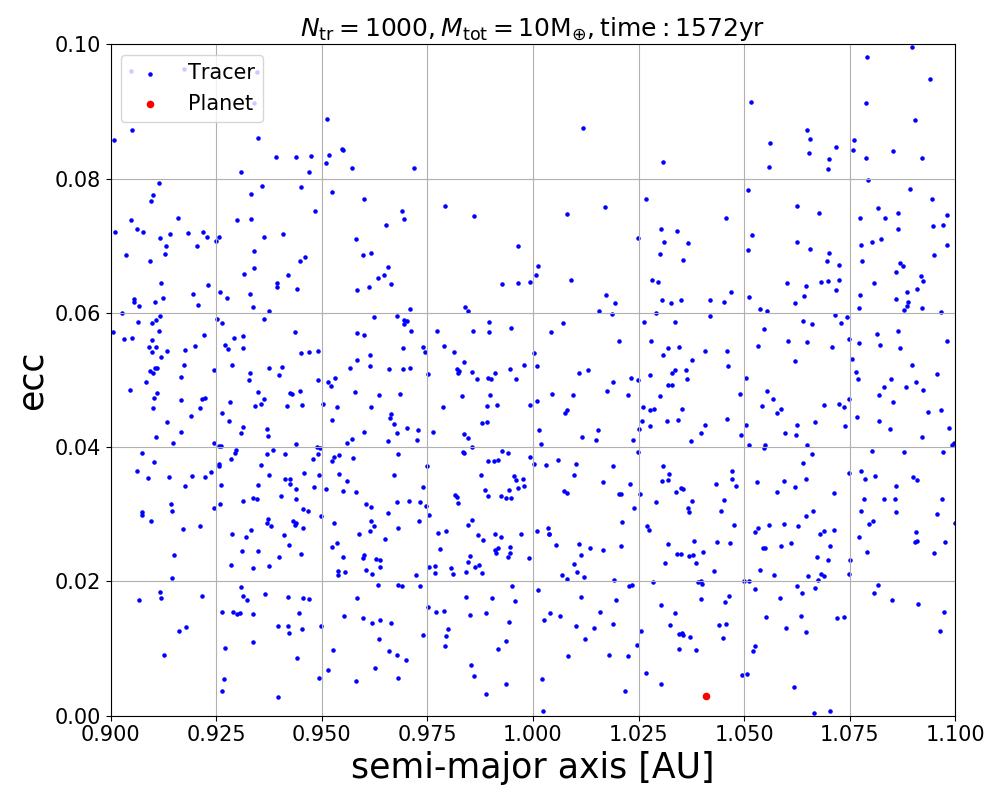 N_tr = 1000, M_tot = 10M_⊕, time : 1572yr
Tracer
Planet
0.10
0.08
0.06
0.04
0.02
0.00
ecc
0.900 0.925 0.950 0.975 1.000 1.025 1.050 1.075 1.100
semi-major axis [AU]